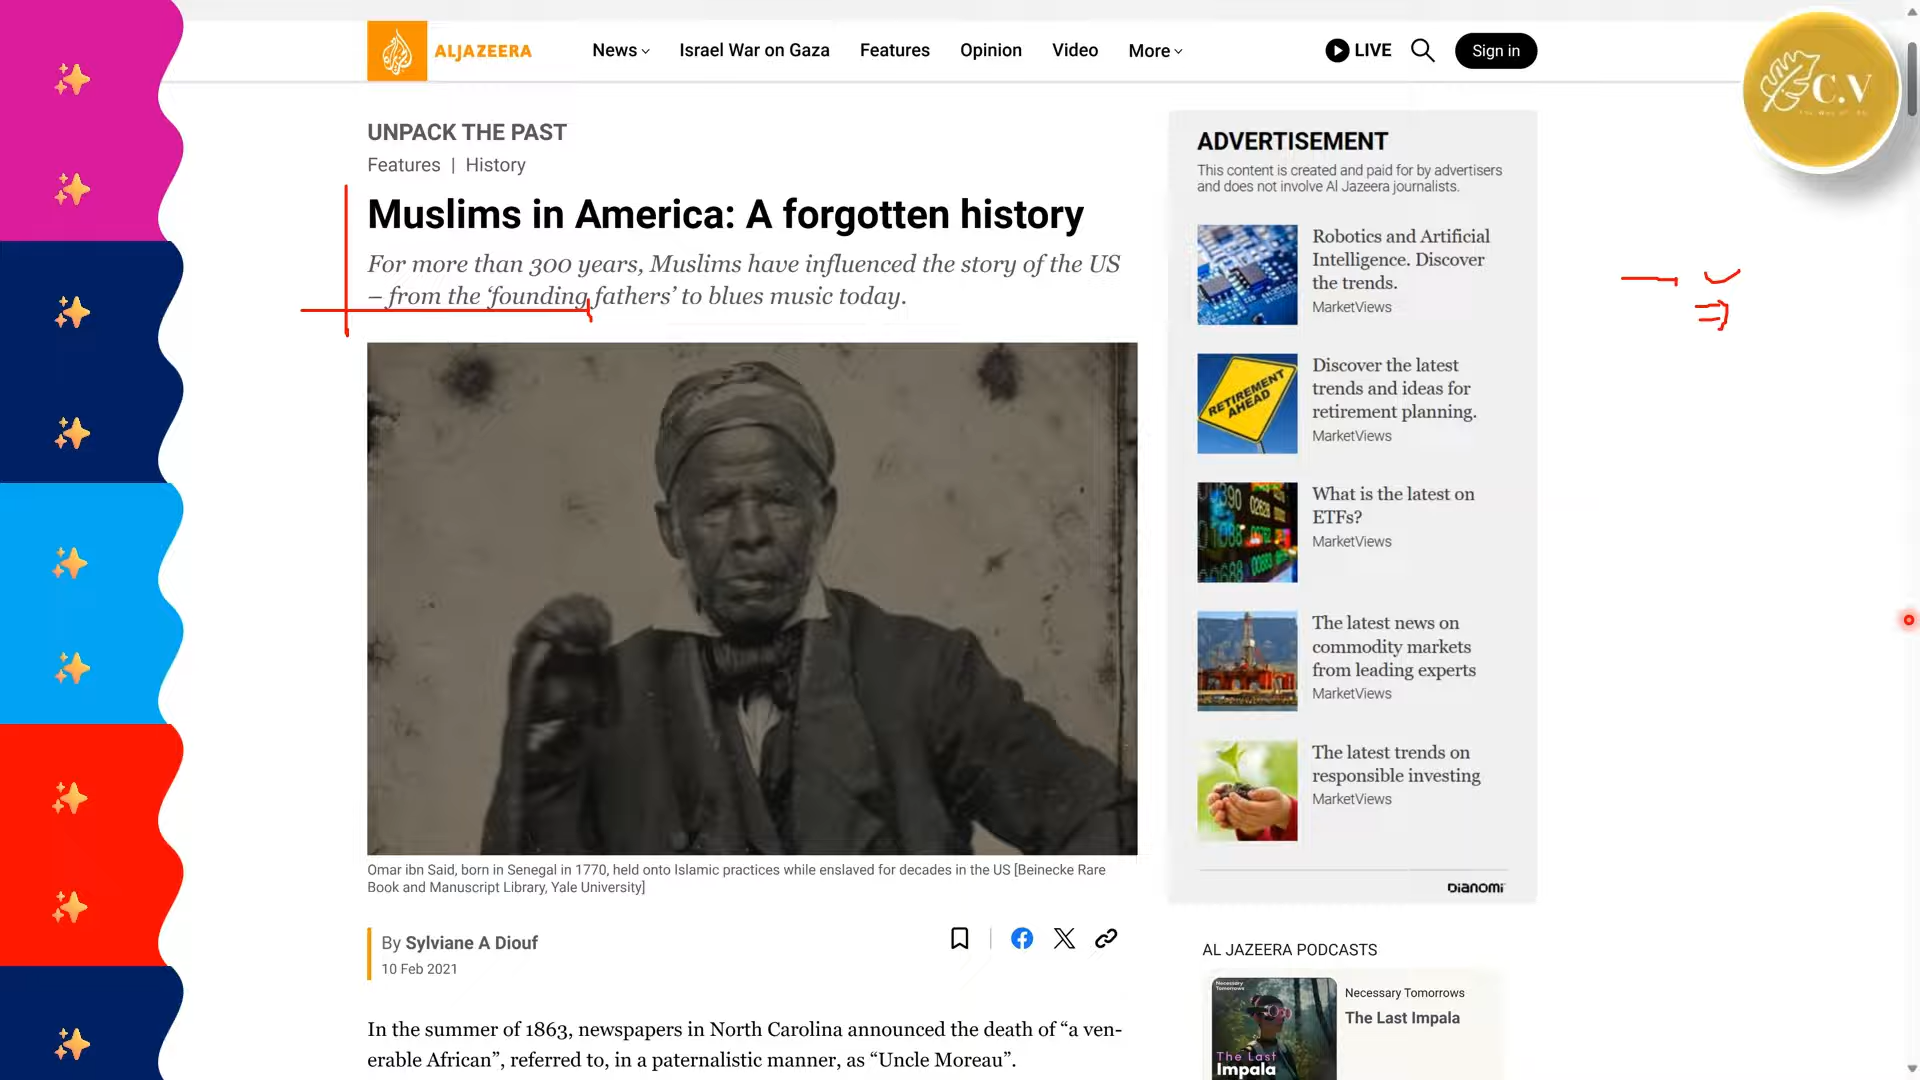 ALJAZEERA
News
Israel War on Gaza
Features
Opinion
Video
More
LIVE
Sign in
C.V
UNPACK THE PAST
Features | History
Muslims in America: A forgotten history
For more than 300 years, Muslims have influenced the story of the US
– from the ‘founding fathers’ to blues music today.
Omar ibn Said, born in Senegal in 1770, held onto Islamic practices while enslaved for decades in the US [Beinecke Rare
Book and Manuscript Library, Yale University]
By Sylviane A Diouf
10 Feb 2021
In the summer of 1863, newspapers in North Carolina announced the death of “a ven-
erable African”, referred to, in a paternalistic manner, as “Uncle Moreau”.
ADVERTISEMENT
This content is created and paid for by advertisers
and does not involve Al Jazeera journalists.
Robotics and Artificial
Intelligence. Discover
the trends.
MarketViews
RETIREMENT
AHEAD
Discover the latest
trends and ideas for
retirement planning.
MarketViews
What is the latest on
ETFs?
MarketViews
The latest news on
commodity markets
from leading experts
MarketViews
The latest trends on
responsible investing
MarketViews
DIANOMI
AL JAZEERA PODCASTS
Necessary
Tomorrows
The Last
Impala
Necessary Tomorrows
The Last Impala